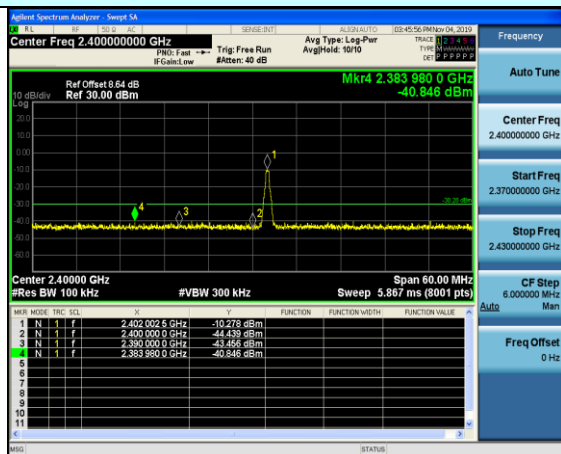 Agilent Spectrum Analyzer - Swept SA
RL RF 50 Ω AC SENSE:INT ALIGNAUTO 03:45:56 PM Nov 04, 2019
Center Freq 2.400000000 GHz
PNO: Fast
IFGain:Low
Trig: Free Run
#Atten: 40 dB
Avg Type: Log-Pwr
Avg|Hold: 10/10
TRACE 1 2 3 4 5 6
TYPE M
DET P P P P P P
Ref Offset 8.64 dB
Ref 30.00 dBm
10 dB/div
Log
Mkr4 2.383 980 0 GHz
-40.846 dBm
20.0
10.0
0.00
-10.0
-20.0
-30.0
-40.0
-50.0
-60.0
1
2
3
4
-30.28 dBm
Center 2.40000 GHz Span 60.00 MHz
#Res BW 100 kHz #VBW 300 kHz Sweep 5.867 ms (8001 pts)
MKR MODE TRC SCL X Y FUNCTION FUNCTION WIDTH FUNCTION VALUE
1 N 1 f 2.402 002 5 GHz -10.278 dBm
2 N 1 f 2.400 000 0 GHz -44.439 dBm
3 N 1 f 2.390 000 0 GHz -43.456 dBm
4 N 1 f 2.383 980 0 GHz -40.846 dBm
5
6
7
8
9
10
11
MSG STATUS
Frequency
Auto Tune
Center Freq
2.400000000 GHz
Start Freq
2.370000000 GHz
Stop Freq
2.430000000 GHz
CF Step
6.000000 MHz
Auto Man
Freq Offset
0 Hz